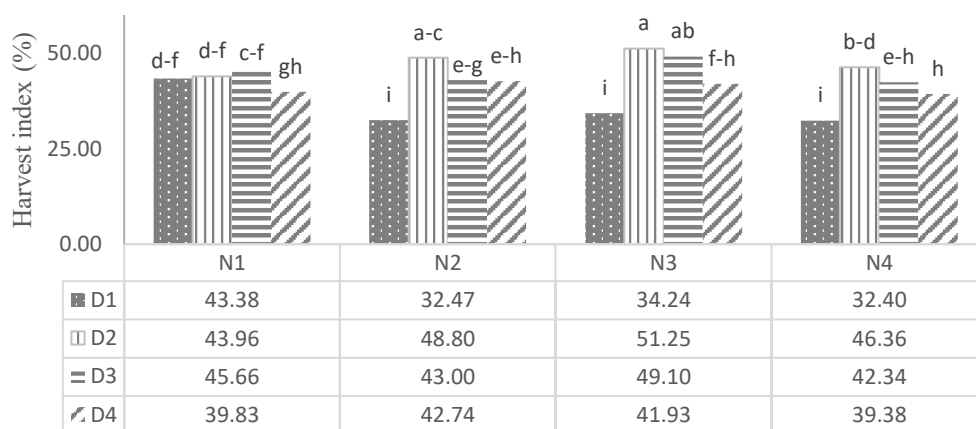 Harvest index (%)
50.00
25.00
0.00
d-f d-f c-f gh
i a-c e-g e-h
i a ab f-h
i b-d e-h h
N1 N2 N3 N4
D1 43.38 32.47 34.24 32.40
D2 43.96 48.80 51.25 46.36
D3 45.66 43.00 49.10 42.34
D4 39.83 42.74 41.93 39.38